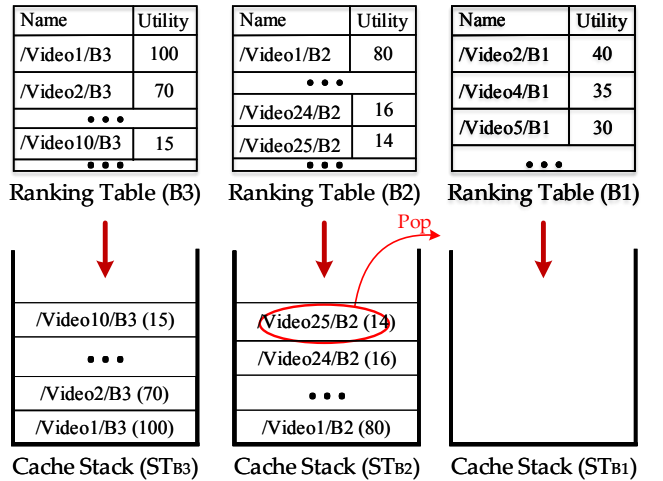 Name Utility
/Video1/B3 100
/Video2/B3 70
•••
/Video10/B3 15
•••
Ranking Table (B3)
Name Utility
/Video1/B2 80
•••
/Video24/B2 16
/Video25/B2 14
•••
Ranking Table (B2)
Name Utility
/Video2/B1 40
/Video4/B1 35
/Video5/B1 30
•••
Ranking Table (B1)
Pop
/Video10/B3 (15)
•••
/Video2/B3 (70)
/Video1/B3 (100)
Cache Stack (STB3)
/Video25/B2 (14)
/Video24/B2 (16)
•••
/Video1/B2 (80)
Cache Stack (STB2)
Cache Stack (STB1)